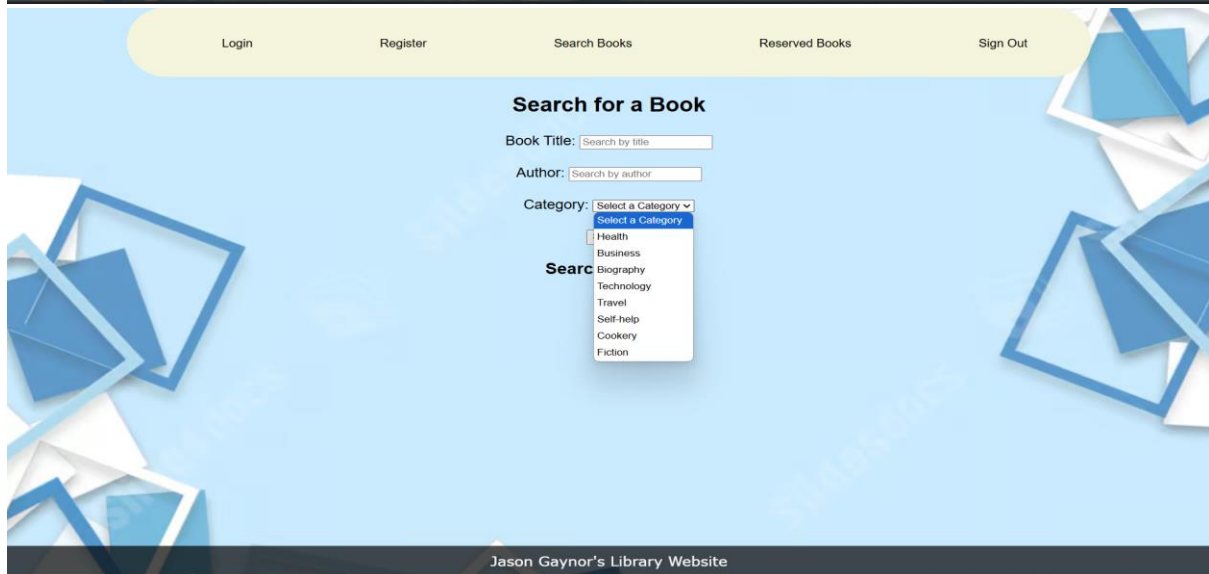 Login Register Search Books Reserved Books Sign Out
Search for a Book
Book Title: Search by title
Author: Search by author
Category: Select a Category
Select a Category
Health
Business
Searc Biography
Technology
Travel
Self-help
Cookery
Fiction
Jason Gaynor's Library Website